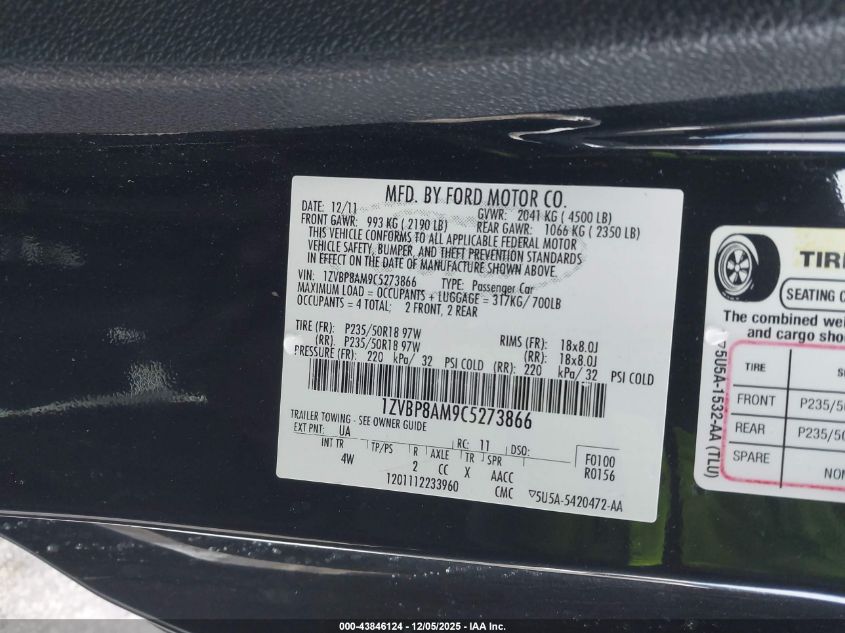 MFD. BY FORD MOTOR CO.
DATE: 12/11 GVWR: 2041 KG ( 4500 LB)
FRONT GAWR: 993 KG ( 2190 LB) REAR GAWR: 1066 KG ( 2350 LB)
THIS VEHICLE CONFORMS TO ALL APPLICABLE FEDERAL MOTOR
VEHICLE SAFETY, BUMPER, AND THEFT PREVENTION STANDARDS
IN EFFECT ON THE DATE OF MANUFACTURE SHOWN ABOVE.
VIN: 1ZVBP8AM9C5273866 TYPE: Passenger Car
MAXIMUM LOAD = OCCUPANTS + LUGGAGE = 317KG/700LB
OCCUPANTS = 4 TOTAL: 2 FRONT, 2 REAR
TIRE (FR): P235/50R18 97W RIMS (FR): 18x8.0J
(RR): P235/50R18 97W (RR): 18x8.0J
PRESSURE (FR): 220 kPa/ 32 PSI COLD (RR): 220 kPa/ 32 PSI COLD
1ZVBP8AM9C5273866
TRAILER TOWING - SEE OWNER GUIDE
EXT PNT: UA RC: 11 DSO: F0100
INT TR TP/PS R AXLE TR SPR R0156
4W 2 CC X AACC
1201112233960 CMC ▽5U5A-5420472-AA
TIRE
SEATING C
The combined wei
and cargo shou
TIRE S
FRONT P235/50
REAR P235/5
SPARE NON
▽5U5A-1532-AA (TLU)
000-43846124 - 12/05/2025 - IAA Inc.